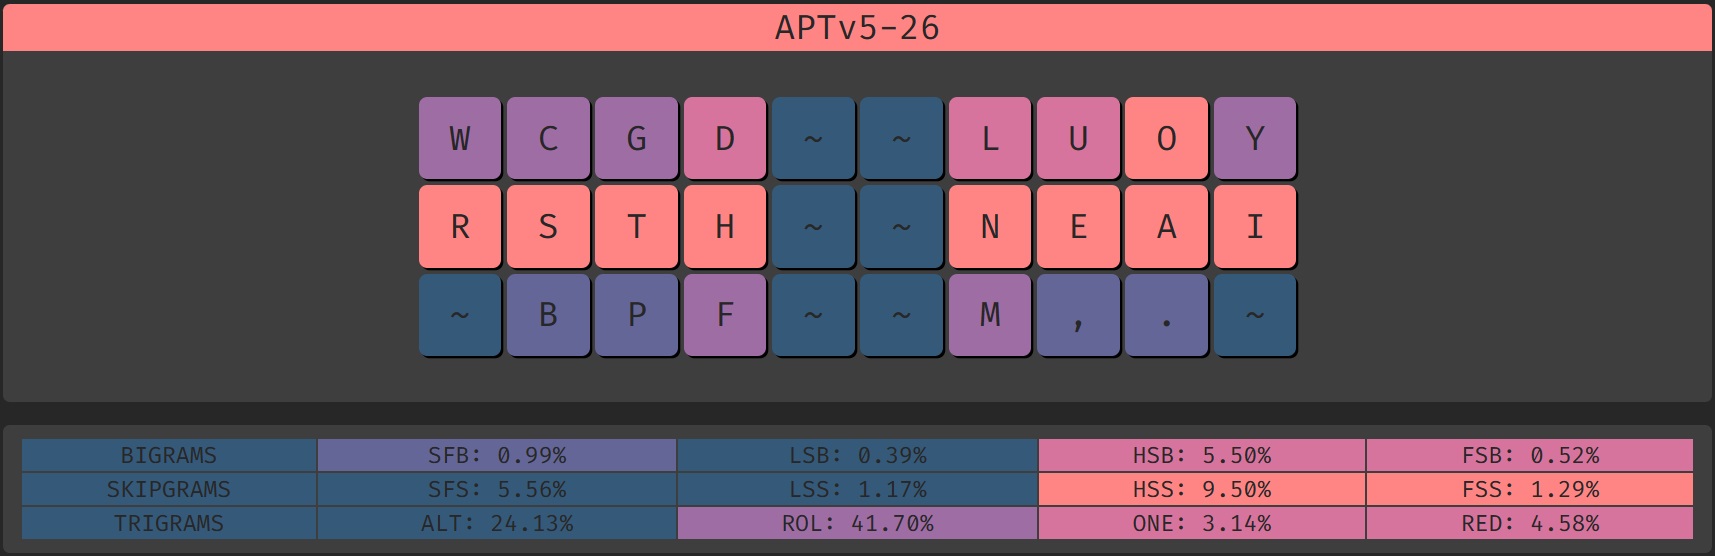 APTv5-26
W C G D ~ ~ L U O Y
R S T H ~ ~ N E A I
~ B P F ~ ~ M , . ~
BIGRAMS SFB: 0.99% LSB: 0.39% HSB: 5.50% FSB: 0.52%
SKIPGRAMS SFS: 5.56% LSS: 1.17% HSS: 9.50% FSS: 1.29%
TRIGRAMS ALT: 24.13% ROL: 41.70% ONE: 3.14% RED: 4.58%